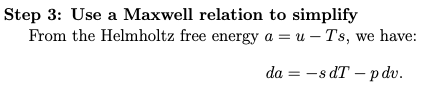 Step 3: Use a Maxwell relation to simplify
From the Helmholtz free energy a = u − Ts, we have:
da = −s dT − p dv.